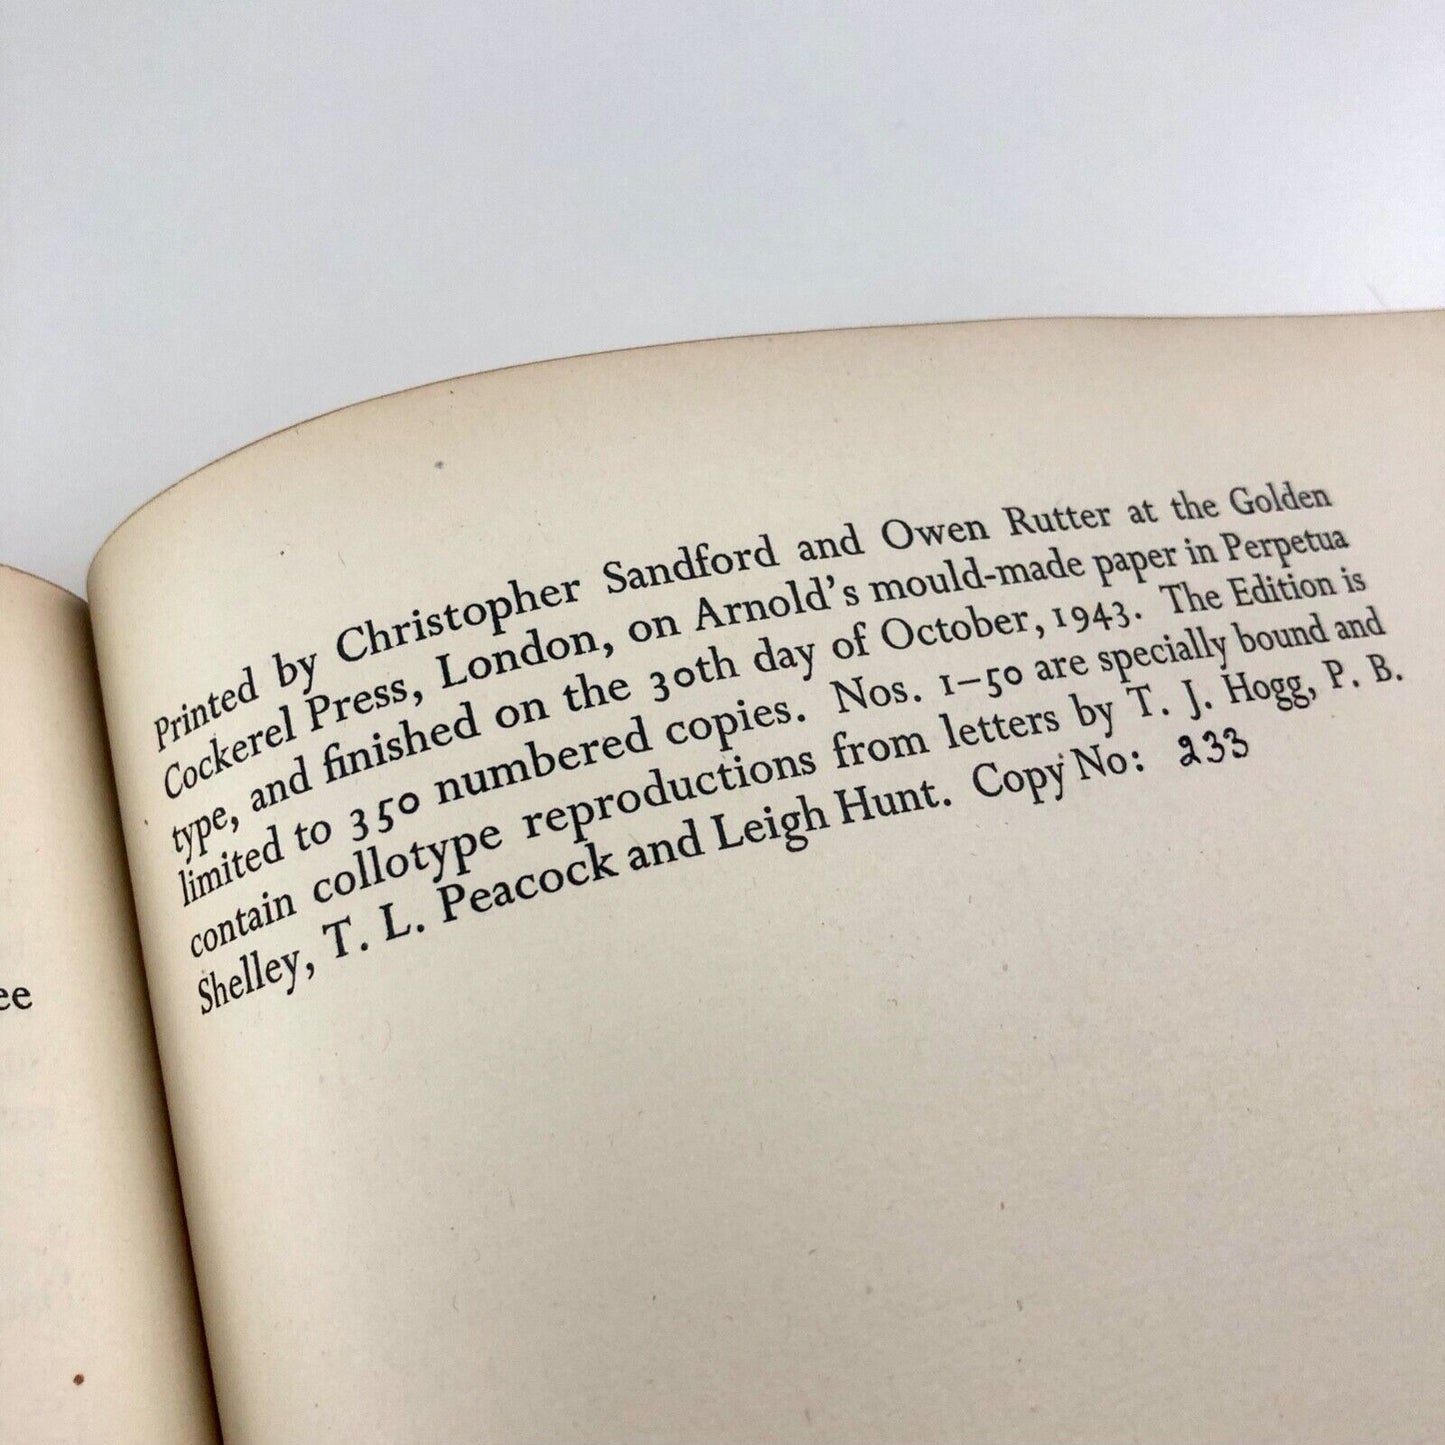 Printed by Christopher Sandford and Owen Rutter at the Golden
Cockerel Press, London, on Arnold's mould-made paper in Perpetua
type, and finished on the 30th day of October, 1943. The Edition is
limited to 350 numbered copies. Nos. 1–50 are specially bound and
contain collotype reproductions from letters by T. J. Hogg, P. B.
Shelley, T. L. Peacock and Leigh Hunt. Copy No: 233